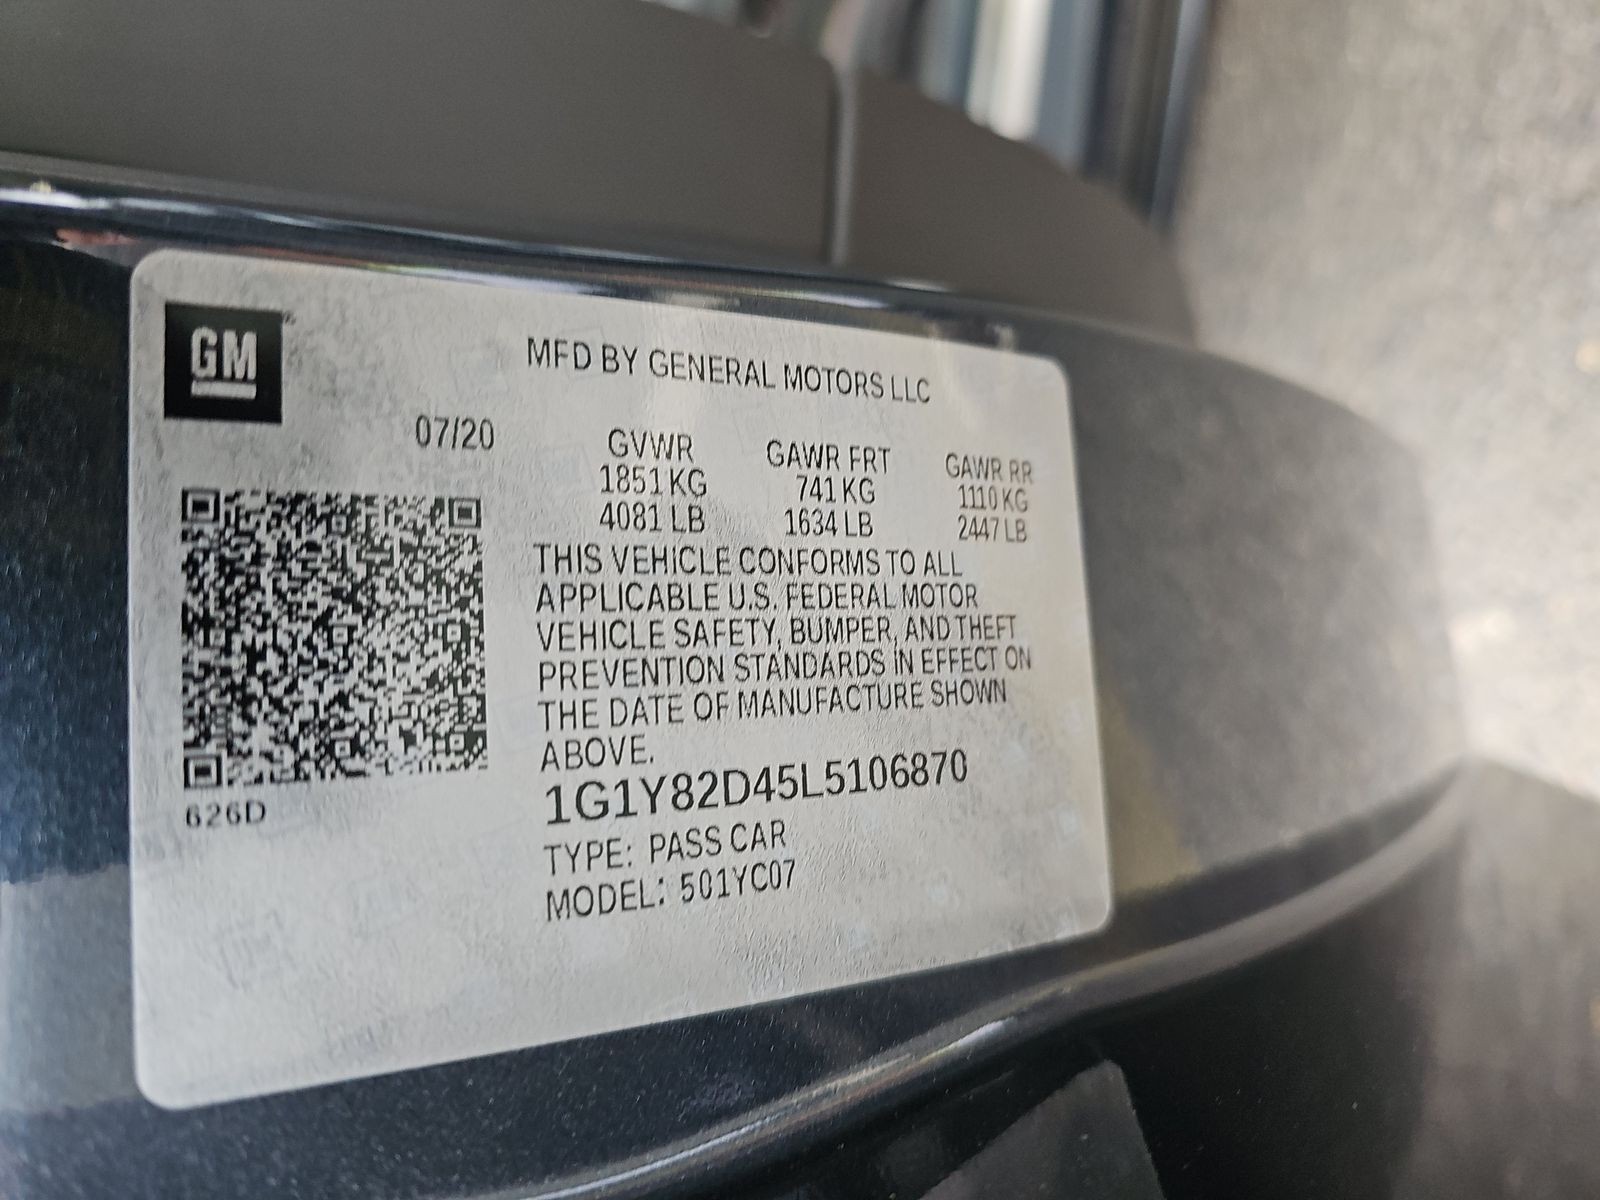 GM
MFD BY GENERAL MOTORS LLC
07/20
GVWR GAWR FRT GAWR RR
1851 KG 741 KG 1110 KG
4081 LB 1634 LB 2447 LB
THIS VEHICLE CONFORMS TO ALL
APPLICABLE U.S. FEDERAL MOTOR
VEHICLE SAFETY, BUMPER, AND THEFT
PREVENTION STANDARDS IN EFFECT ON
THE DATE OF MANUFACTURE SHOWN
ABOVE.
626D
1G1Y82D45L5106870
TYPE: PASS CAR
MODEL: 501YC07